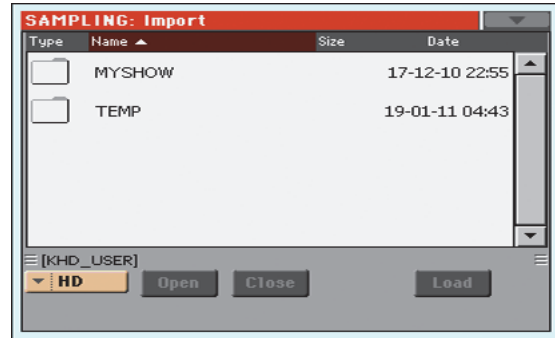 SAMPLING: Import
Type Name Size Date
MYSHOW 17-12-10 22:55
TEMP 19-01-11 04:43
[KHD_USER]
HD Open Close Load